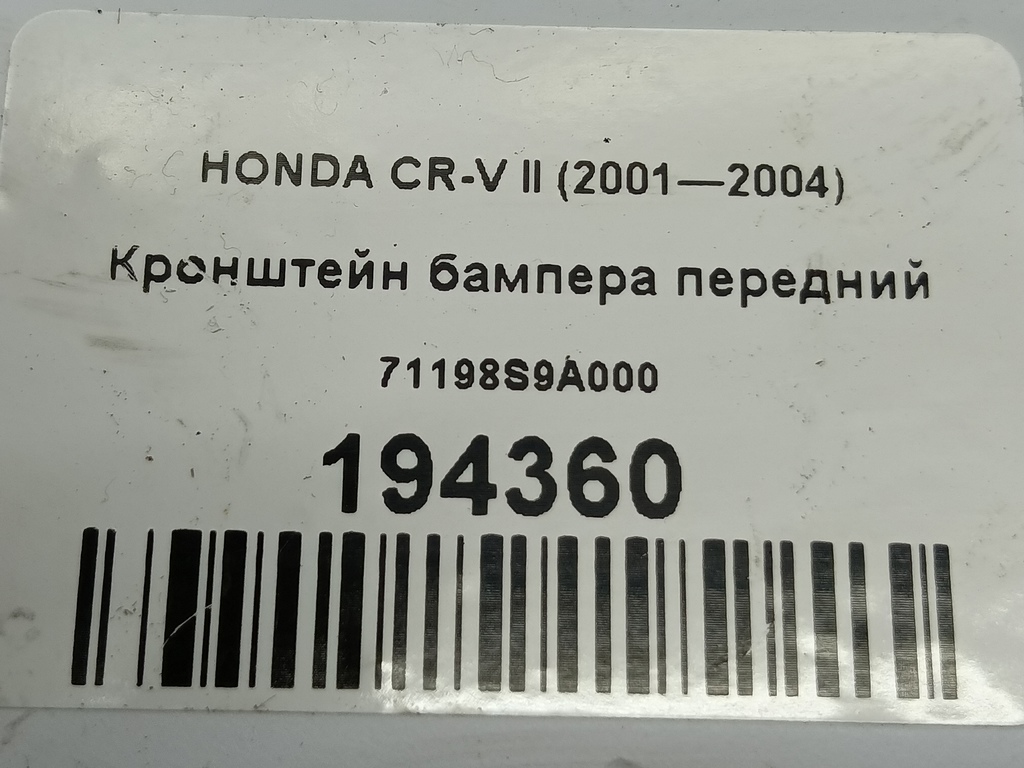 HONDA CR-V II (2001—2004)
Кронштейн бампера передний
71198S9A000
194360